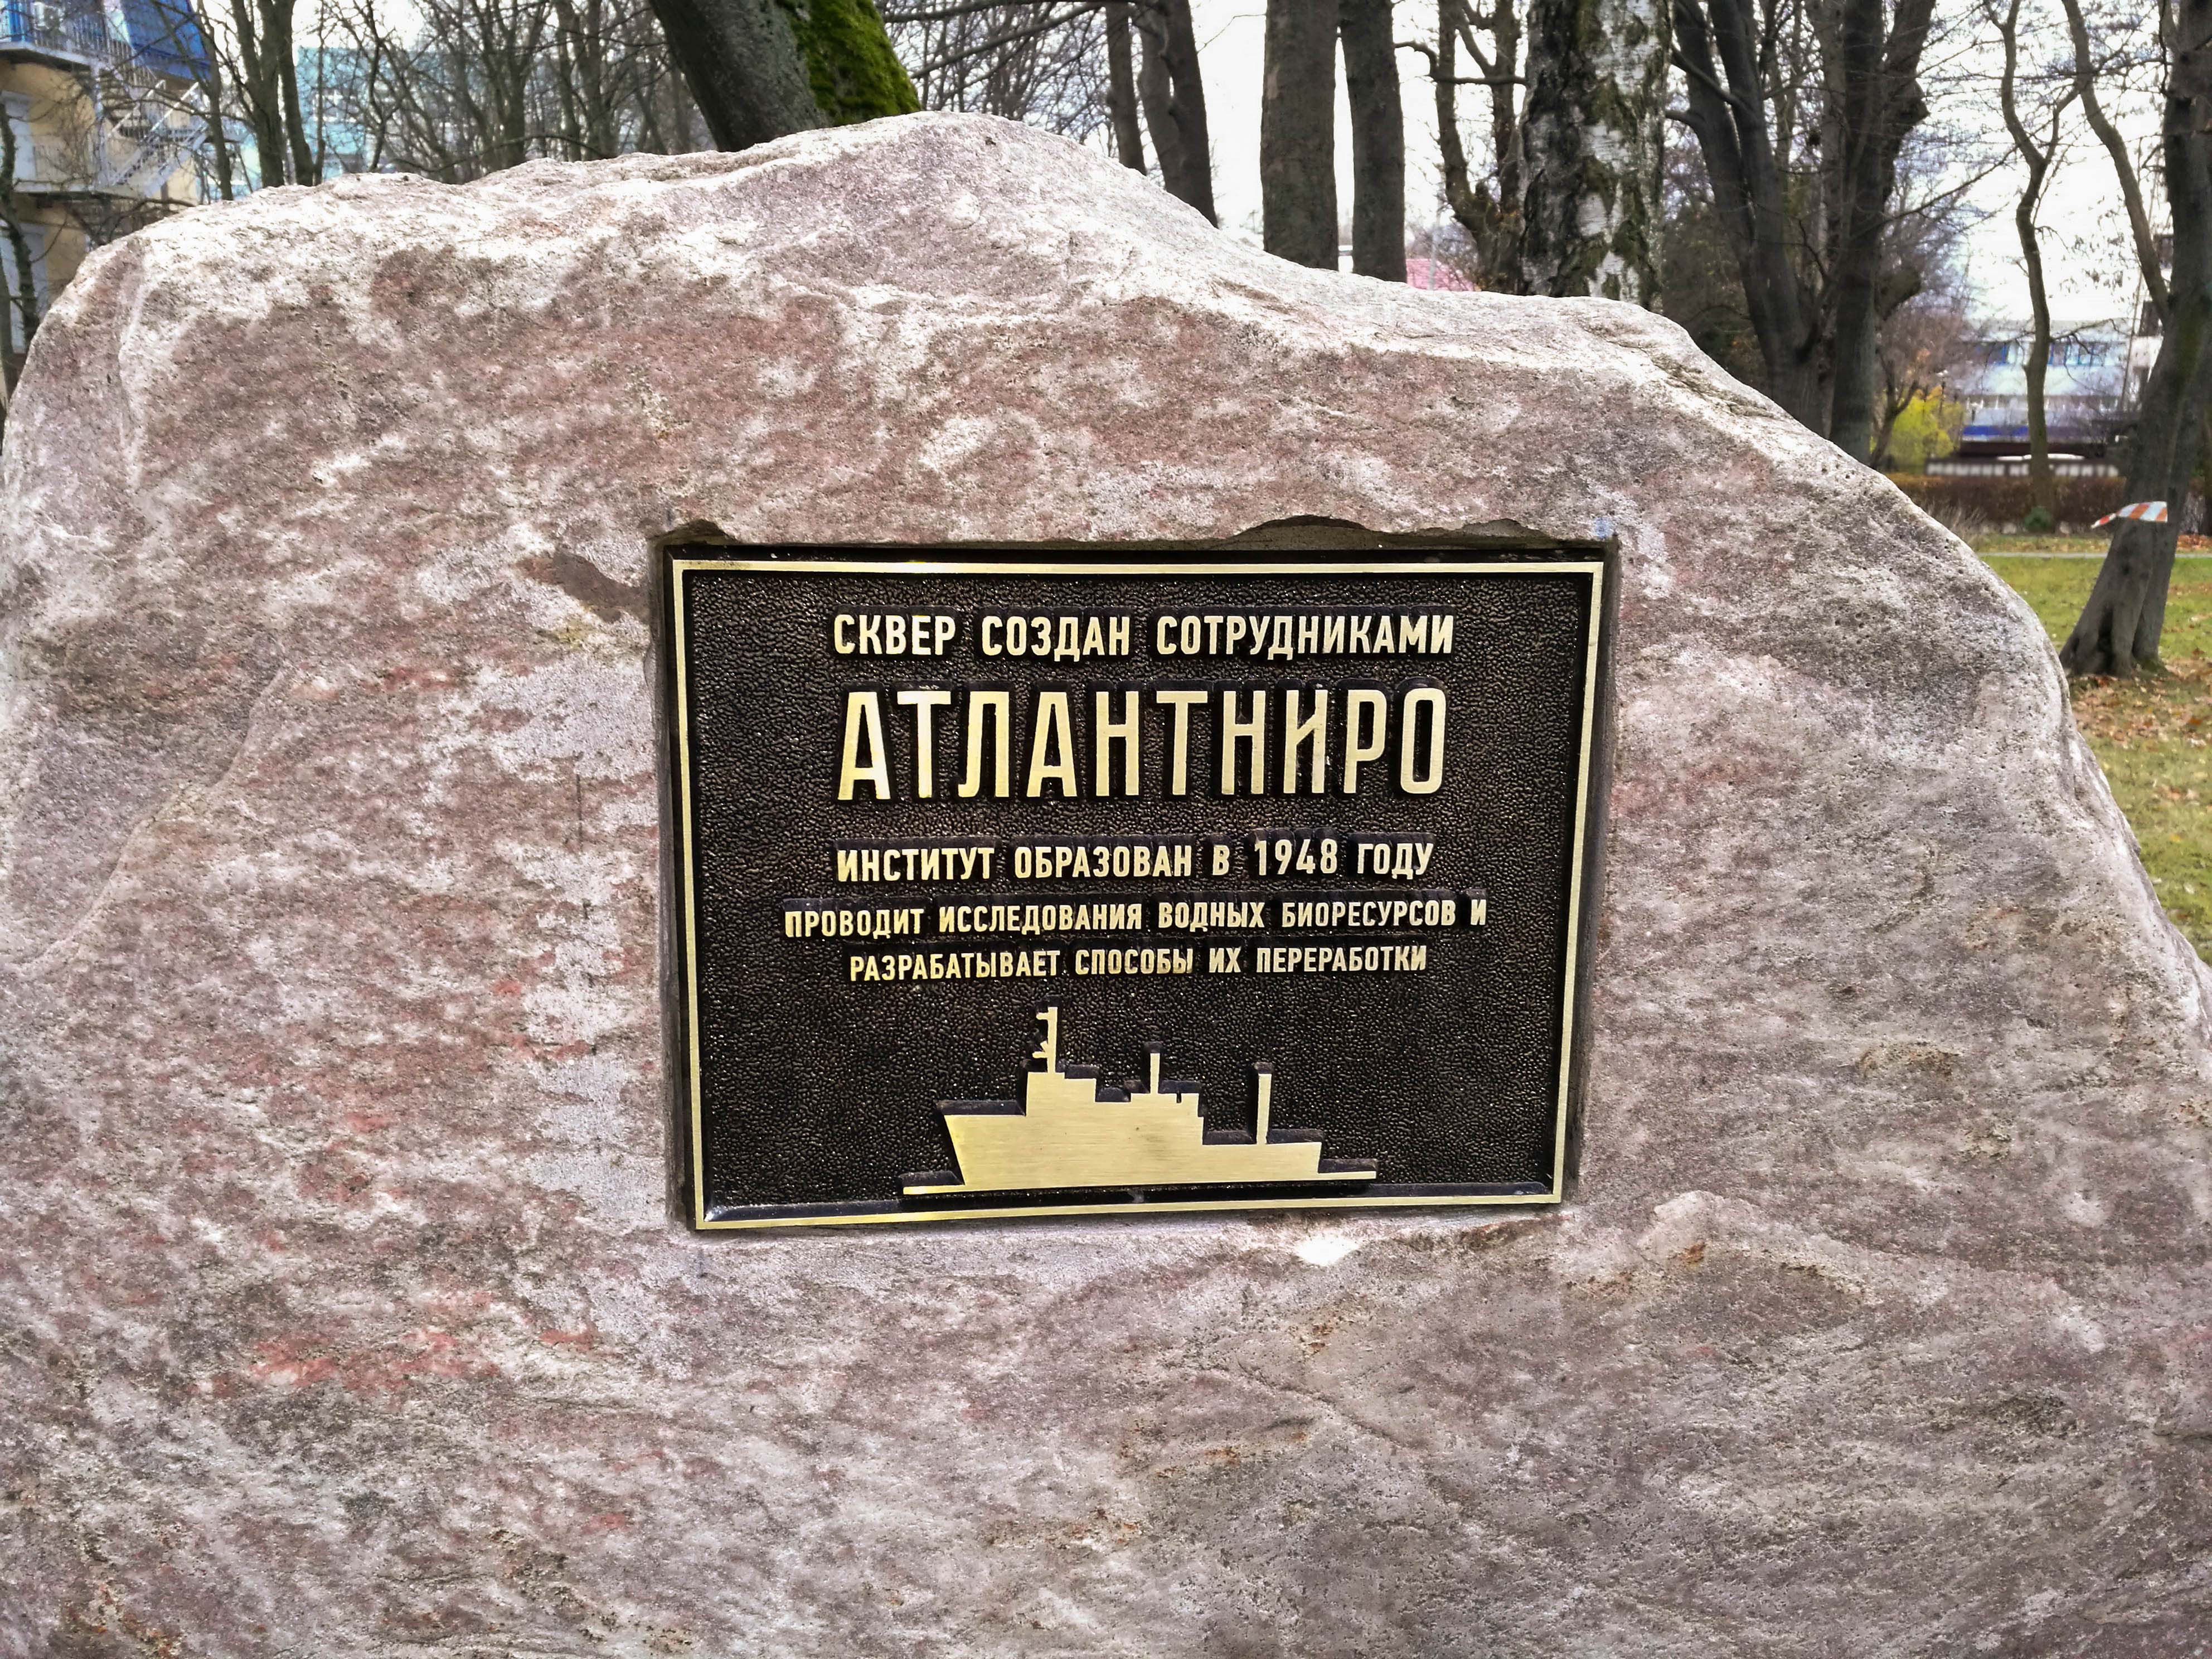 СКВЕР СОЗДАН СОТРУДНИКАМИ
АТЛАНТНИРО
ИНСТИТУТ ОБРАЗОВАН В 1948 ГОДУ
ПРОВОДИТ ИССЛЕДОВАНИЯ ВОДНЫХ БИОРЕСУРСОВ И
РАЗРАБАТЫВАЕТ СПОСОБЫ ИХ ПЕРЕРАБОТКИ